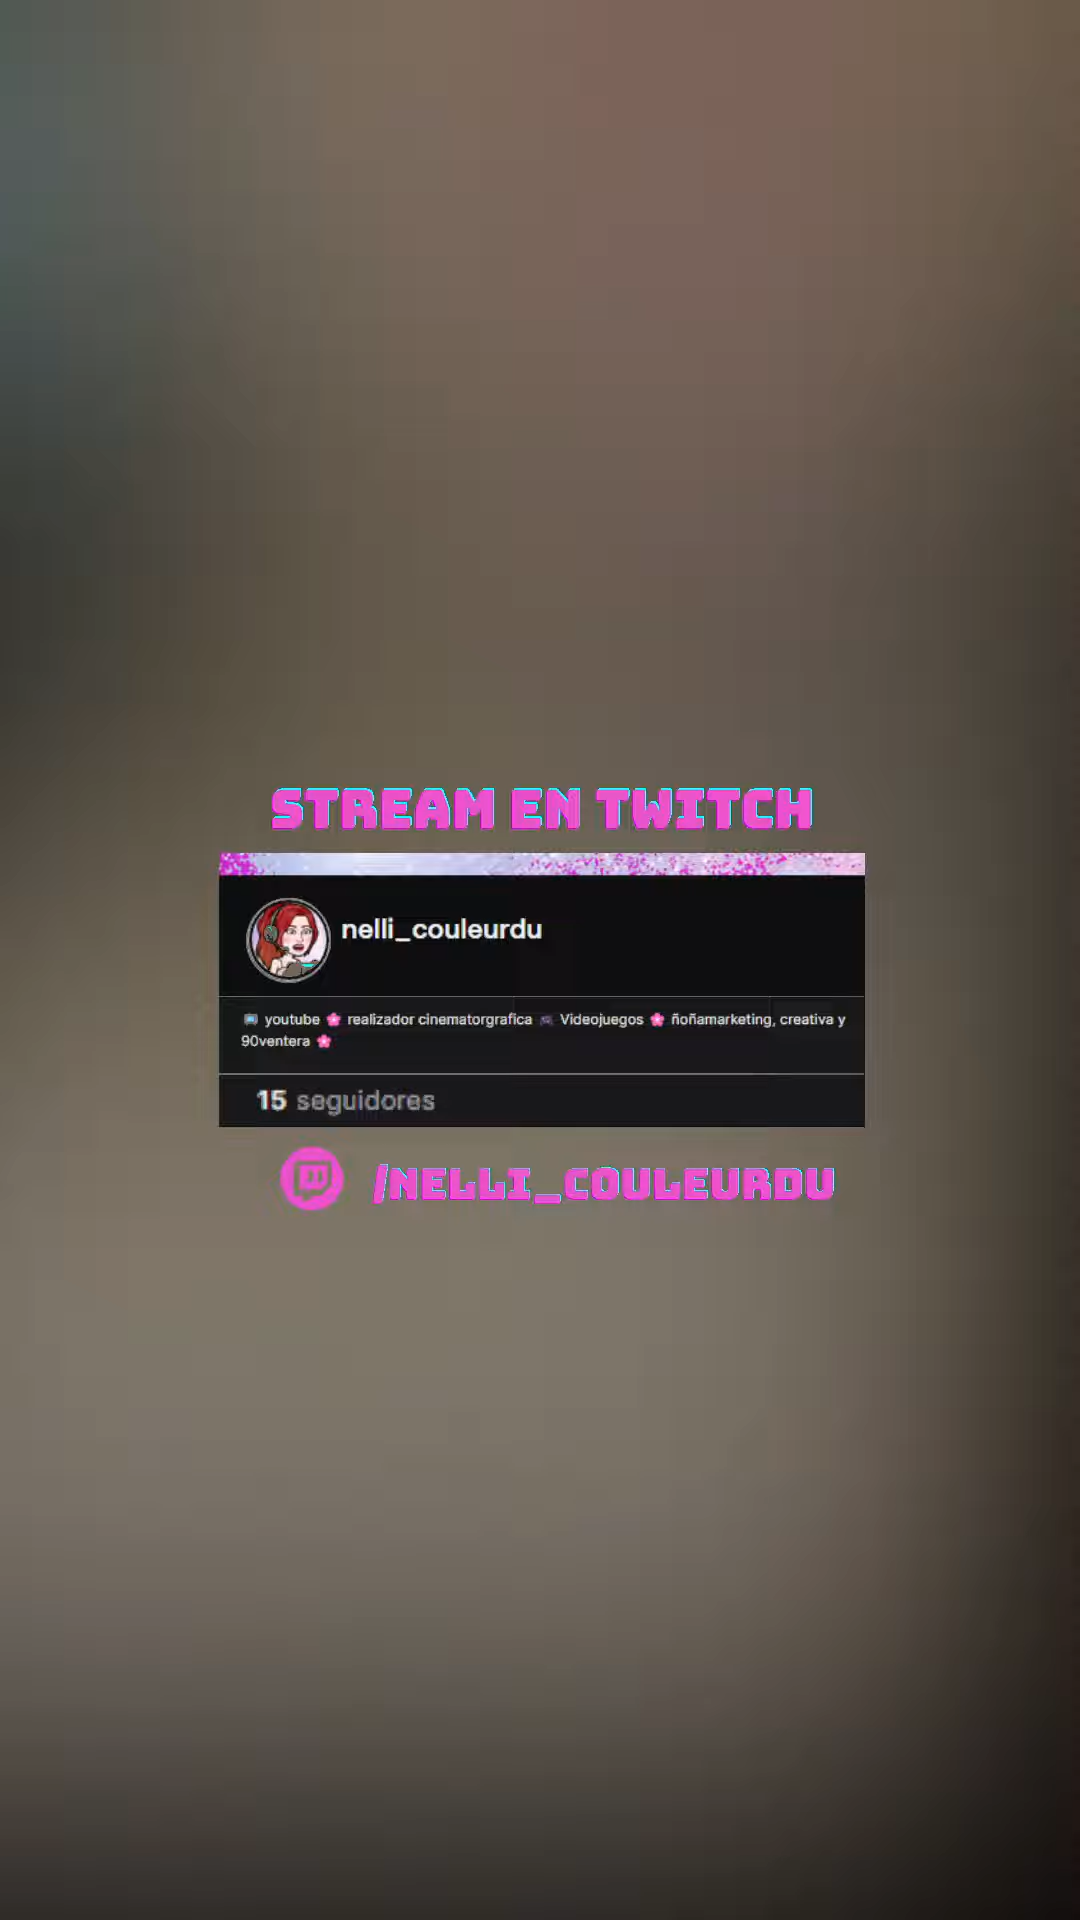 STREAM EN TWITCH
nelli_couleurdu
youtube 🌸 realizador cinematorgrafica 🎮 Videojuegos 🌸 ñoñamarketing, creativa y
90ventera 🌸
15 seguidores
/NELLI_COULEURDU